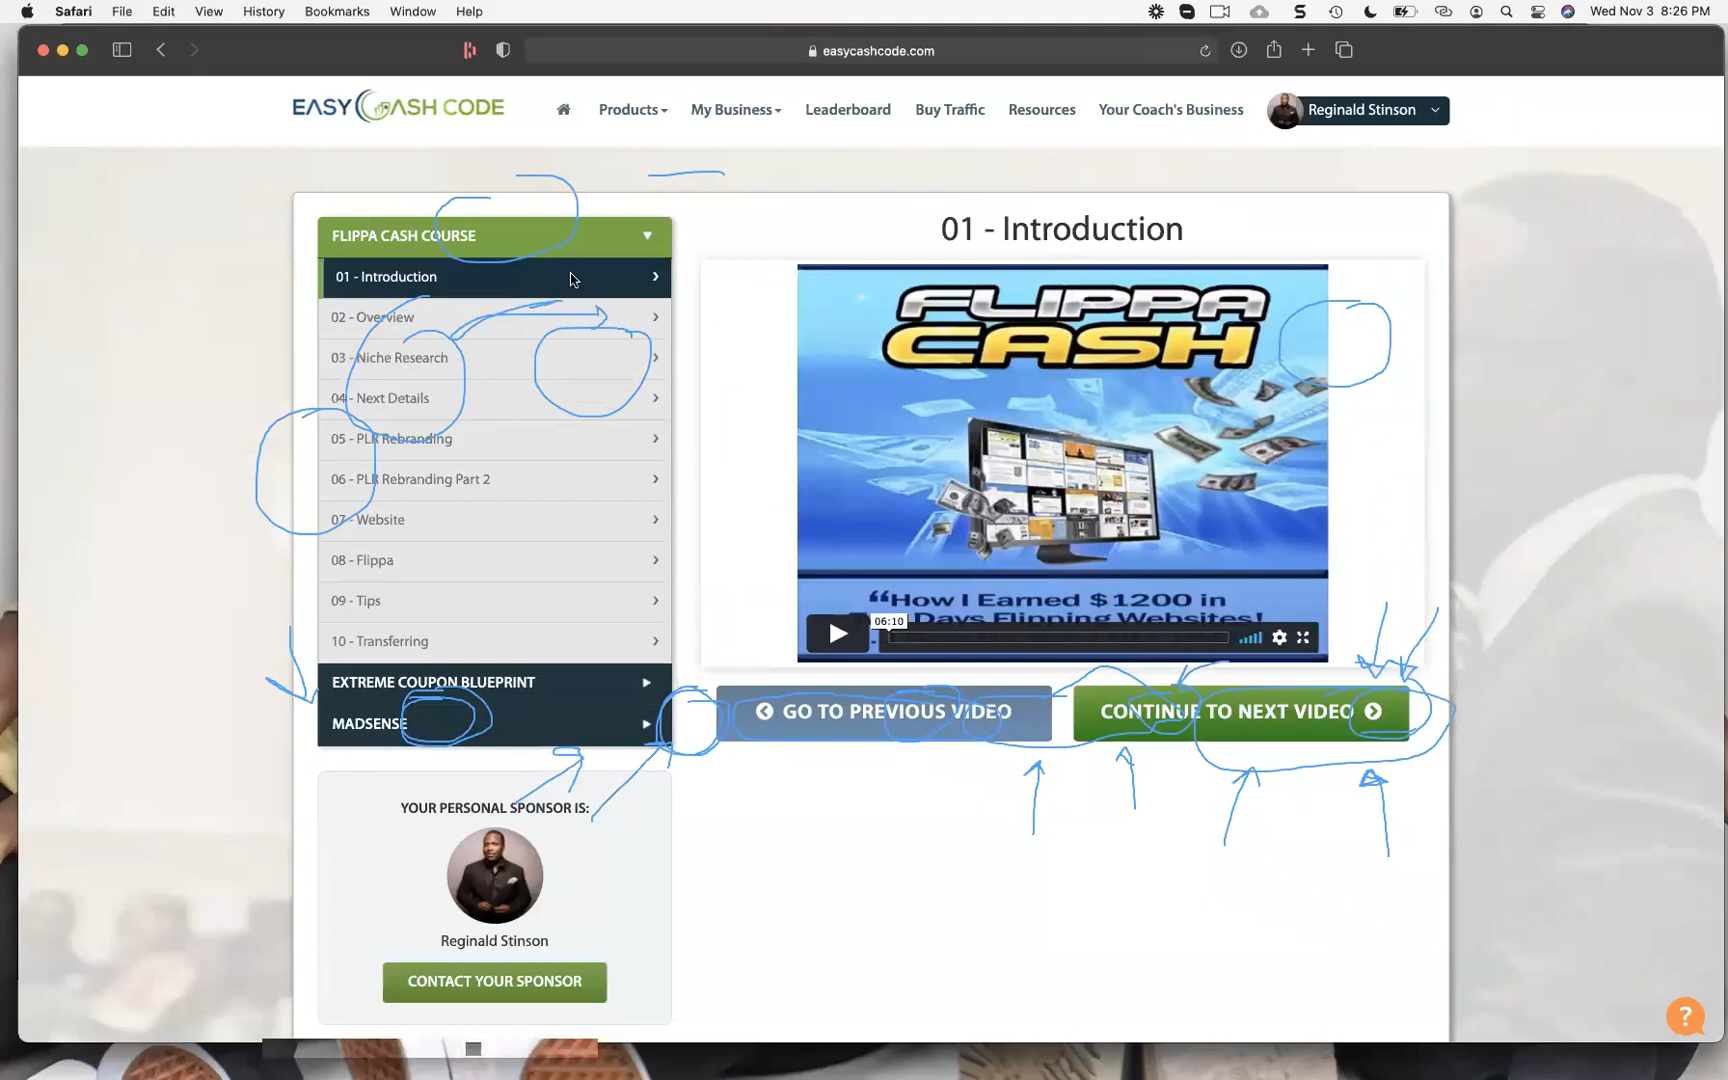 Safari File Edit View History Bookmarks Window Help Wed Nov 3 8:26 PM
easycashcode.com
EASY CASH CODE Products My Business Leaderboard Buy Traffic Resources Your Coach's Business Reginald Stinson
FLIPPA CASH COURSE
01 - Introduction
02 - Overview
03 - Niche Research
04 - Next Details
05 - PLR Rebranding
06 - PLR Rebranding Part 2
07 - Website
08 - Flippa
09 - Tips
10 - Transferring
EXTREME COUPON BLUEPRINT
MADSENSE
YOUR PERSONAL SPONSOR IS:
Reginald Stinson
CONTACT YOUR SPONSOR
01 - Introduction
FLIPPA
CASH
“How I Earned $1200 in
Days Flipping Websites!
06:10
GO TO PREVIOUS VIDEO
CONTINUE TO NEXT VIDEO
?